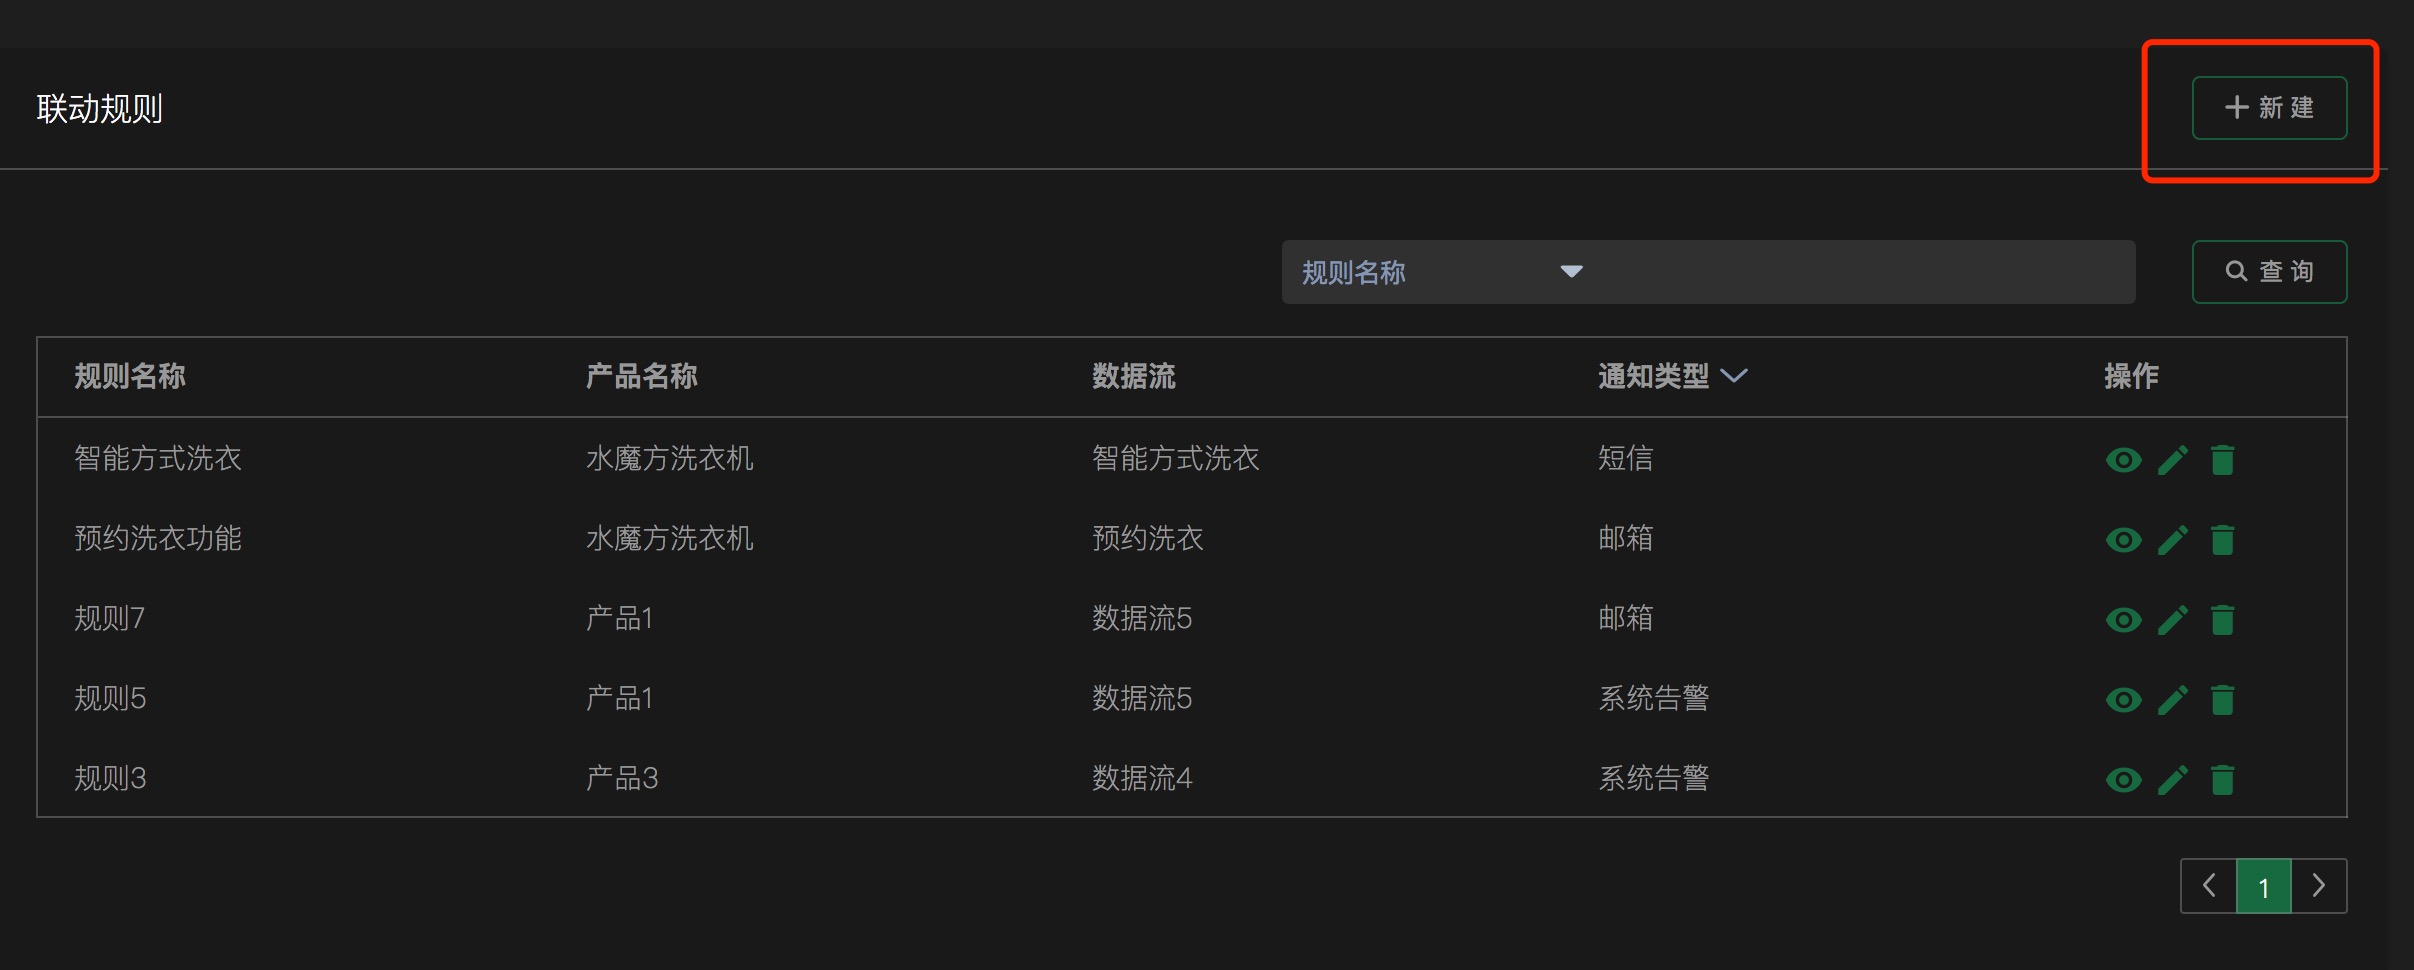 联动规则
新 建
规则名称
查 询
规则名称 产品名称 数据流 通知类型 操作
智能方式洗衣 水魔方洗衣机 智能方式洗衣 短信
预约洗衣功能 水魔方洗衣机 预约洗衣 邮箱
规则7 产品1 数据流5 邮箱
规则5 产品1 数据流5 系统告警
规则3 产品3 数据流4 系统告警
1